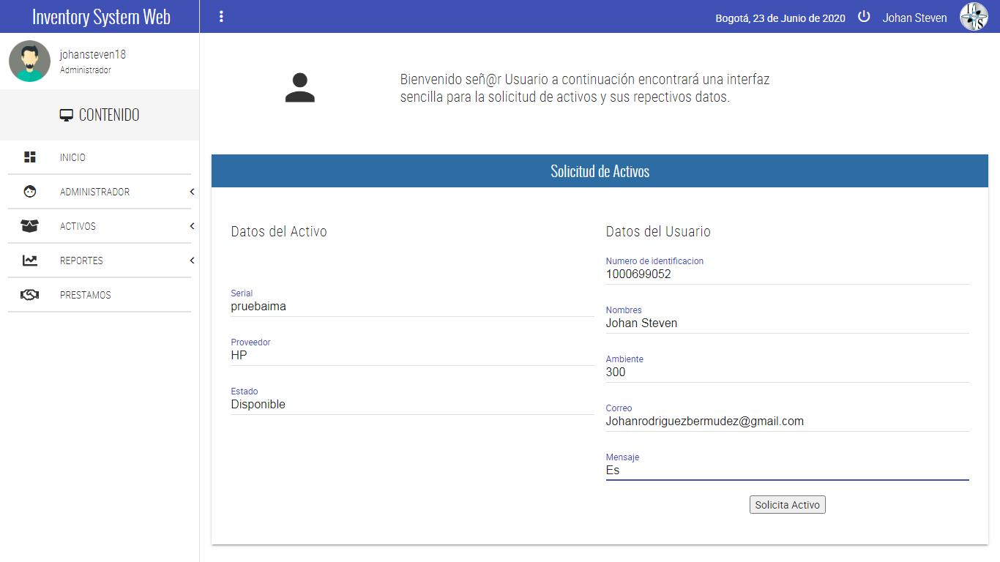 Inventory System Web
Bogotá, 23 de Junio de 2020
Johan Steven
johansteven18
Administrador
CONTENIDO
INICIO
ADMINISTRADOR
ACTIVOS
REPORTES
PRESTAMOS
Bienvenido señ@r Usuario a continuación encontrará una interfaz
sencilla para la solicitud de activos y sus repectivos datos.
Solicitud de Activos
Datos del Activo
Serial
pruebaima
Proveedor
HP
Estado
Disponible
Datos del Usuario
Numero de identificacion
1000699052
Nombres
Johan Steven
Ambiente
300
Correo
Johanrodriguezbermudez@gmail.com
Mensaje
Es
Solicita Activo